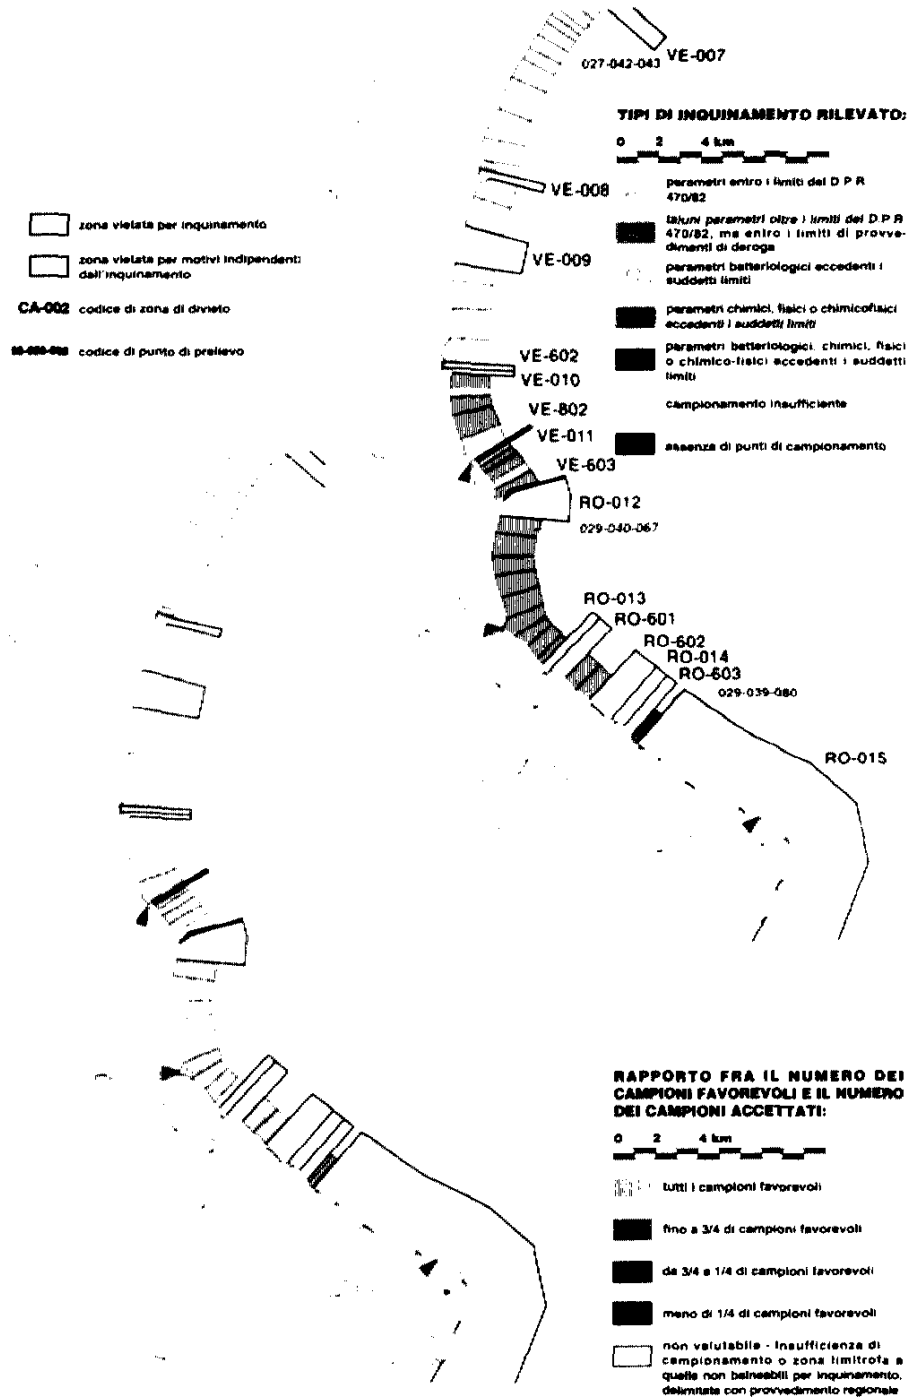 VE-007
027-042-043
TIPI DI INQUINAMENTO RILEVATO:
0 2 4 km
parametri entro i limiti del D P R
470/82
taluni parametri oltre i limiti del D P R
470/82, ma entro i limiti di provve-
dimenti di deroga
parametri batteriologici eccedenti i
suddetti limiti
parametri chimici, fisici o chimicofisici
eccedenti i suddetti limiti
parametri batteriologici, chimici, fisici
o chimico-fisici eccedenti i suddetti
limiti
campionamento insufficiente
assenza di punti di campionamento
zona vietata per inquinamento
zona vietata per motivi indipendenti
dall'inquinamento
CA-002 codice di zona di divieto
codice di punto di prelievo
VE-008
VE-009
VE-602
VE-010
VE-802
VE-011
VE-603
RO-012
029-040-067
RO-013
RO-601
RO-602
RO-014
RO-603
029-039-080
RO-015
RAPPORTO FRA IL NUMERO DEI
CAMPIONI FAVOREVOLI E IL NUMERO
DEI CAMPIONI ACCETTATI:
0 2 4 km
tutti i campioni favorevoli
fino a 3/4 di campioni favorevoli
da 3/4 a 1/4 di campioni favorevoli
meno di 1/4 di campioni favorevoli
non valutabile - Insufficienza di
campionamento o zona limitrofa a
quelle non balneabili per inquinamento,
delimitate con provvedimento regionale